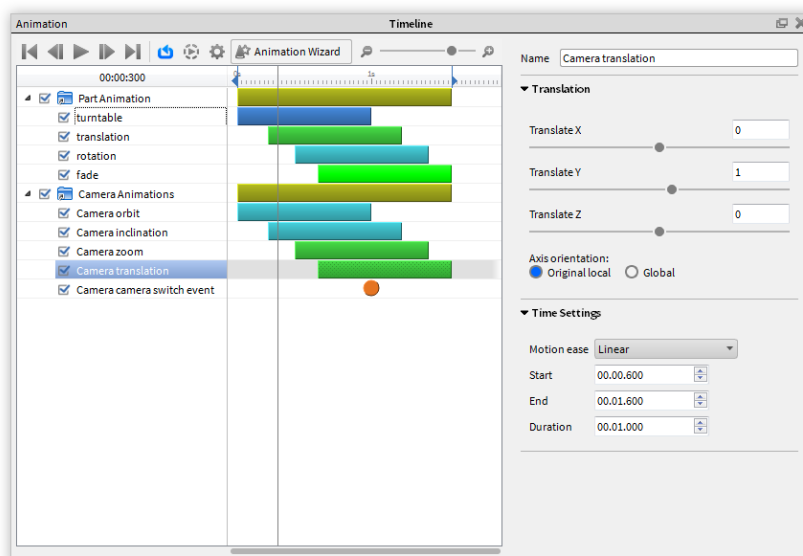 Animation
Timeline
Animation Wizard
00:00:300
0s
1s
Part Animation
turntable
translation
rotation
fade
Camera Animations
Camera orbit
Camera inclination
Camera zoom
Camera translation
Camera camera switch event
Name Camera translation
Translation
Translate X 0
Translate Y 1
Translate Z 0
Axis orientation:
Original local Global
Time Settings
Motion ease Linear
Start 00.00.600
End 00.01.600
Duration 00.01.000